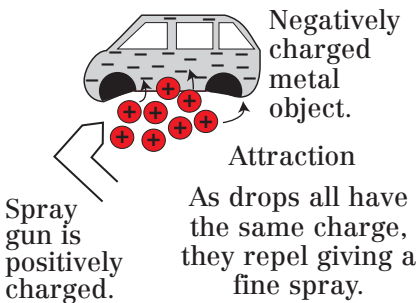 Negatively
charged
metal
object.
Attraction
As drops all have
the same charge,
they repel giving a
fine spray.
Spray
gun is
positively
charged.